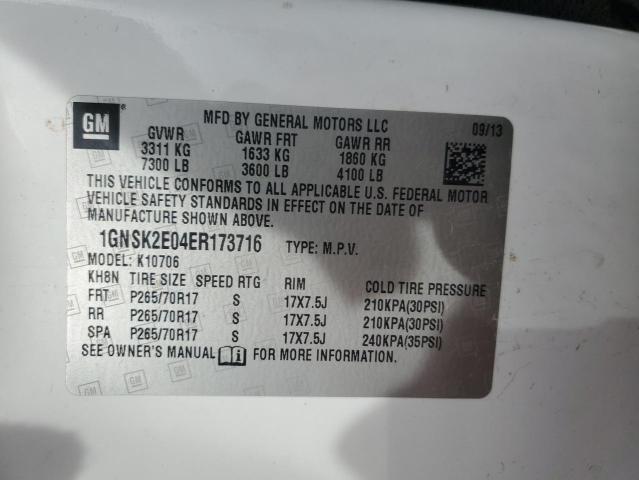 GM
MFD BY GENERAL MOTORS LLC 09/13
GVWR GAWR FRT GAWR RR
3311 KG 1633 KG 1860 KG
7300 LB 3600 LB 4100 LB
THIS VEHICLE CONFORMS TO ALL APPLICABLE U.S. FEDERAL MOTOR
VEHICLE SAFETY STANDARDS IN EFFECT ON THE DATE OF
MANUFACTURE SHOWN ABOVE.
1GNSK2E04ER173716 TYPE: M.P.V.
MODEL: K10706
KH8N TIRE SIZE SPEED RTG RIM COLD TIRE PRESSURE
FRT P265/70R17 S 17X7.5J 210KPA(30PSI)
RR P265/70R17 S 17X7.5J 210KPA(30PSI)
SPA P265/70R17 S 17X7.5J 240KPA(35PSI)
SEE OWNER'S MANUAL FOR MORE INFORMATION.